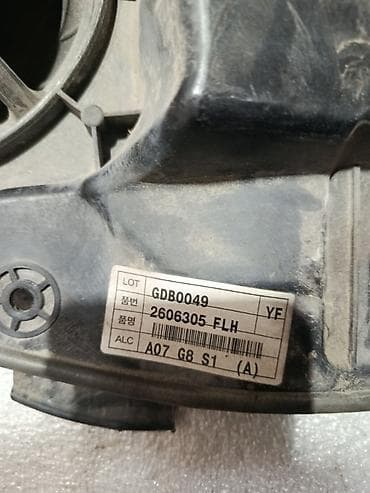 LOT GDB0049 YF
품번 2606305 FLH
품명
ALC A07 G8 S1 (A)